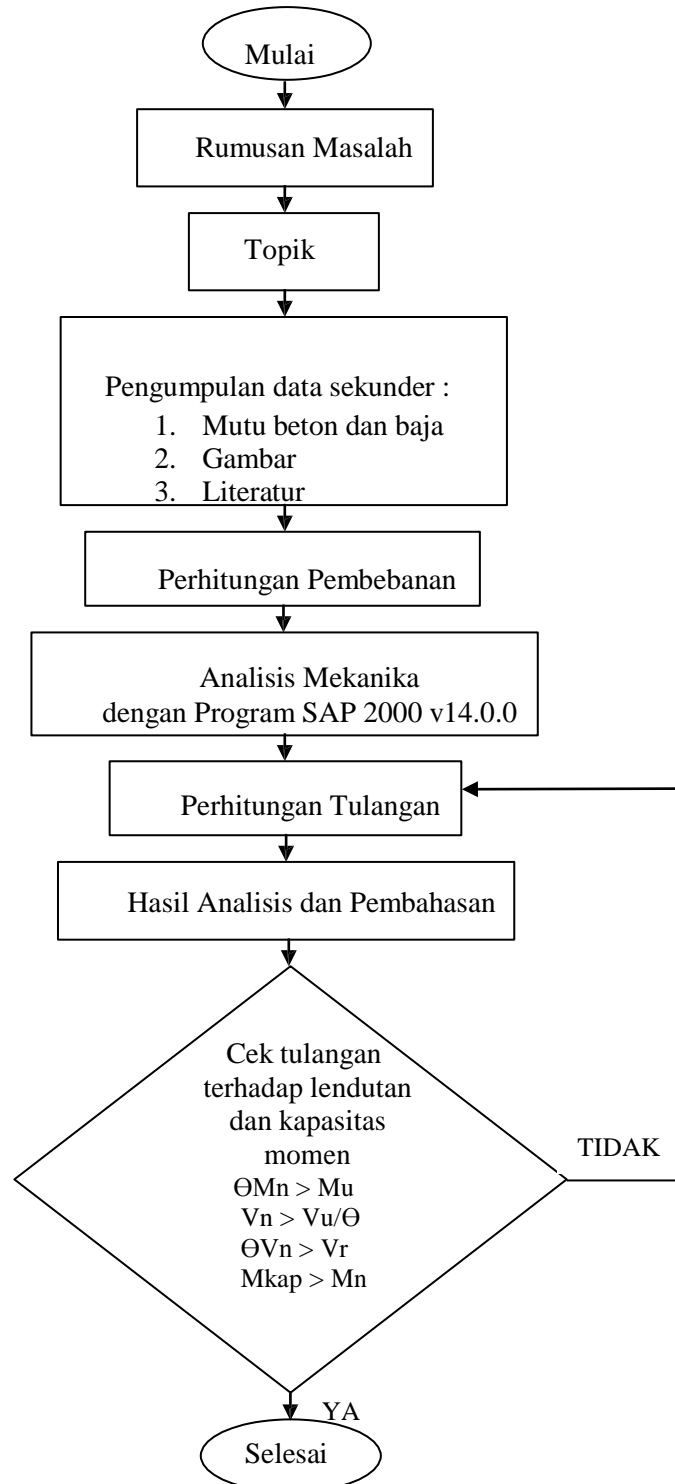 Mulai
Rumusan Masalah
Topik
Pengumpulan data sekunder :
1. Mutu beton dan baja
2. Gambar
3. Literatur
Perhitungan Pembebanan
Analisis Mekanika
dengan Program SAP 2000 v14.0.0
Perhitungan Tulangan
Hasil Analisis dan Pembahasan
Cek tulangan
terhadap lendutan
dan kapasitas
momen
ϴMn > Mu
Vn > Vu/ϴ
ϴVn > Vr
Mkap > Mn
TIDAK
YA
Selesai